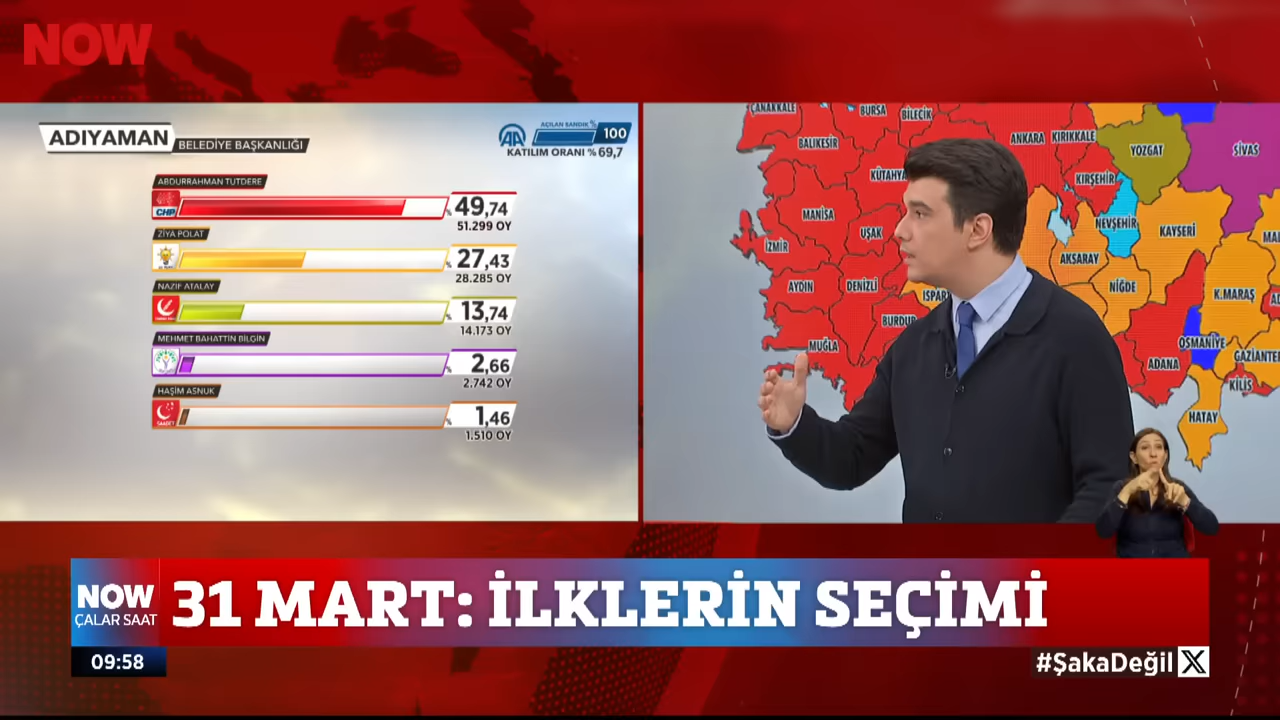 NOW
ADIYAMAN
BELEDİYE BAŞKANLIĞI
AA
AÇILAN SANDIK % 100
KATILIM ORANI % 69,7
ABDURRAHMAN TUTDERE
CHP
% 49,74
51.299 OY
ZİYA POLAT
% 27,43
28.285 OY
NAZİF ATALAY
% 13,74
14.173 OY
MEHMET BAHATTİN BİLGİN
% 2,66
2.742 OY
HAŞİM ASNUK
SAADET
% 1,46
1.510 OY
ÇANAKKALE
BURSA
BİLECİK
BALIKESİR
ANKARA
KIRIKKALE
YOZGAT
SİVAS
KÜTAHYA
KIRŞEHİR
MANİSA
UŞAK
NEVŞEHİR
KAYSERİ
İZMİR
AKSARAY
AYDIN
DENİZLİ
ISPAR
NİĞDE
K.MARAŞ
BURDUR
MUĞLA
OSMANİYE
ADANA
GAZİANTEP
KİLİS
HATAY
NOW
ÇALAR SAAT
31 MART: İLKLERİN SEÇİMİ
09:58
#ŞakaDeğil X